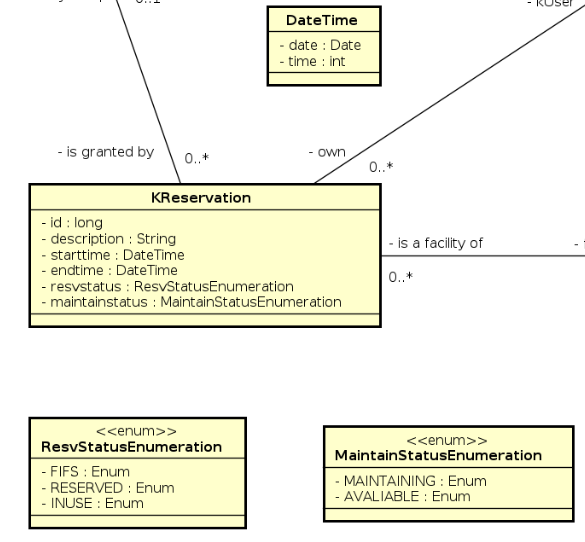 0..1
- kUser
DateTime
- date : Date
- time : int
- is granted by
0..*
- own
0..*
KReservation
- id : long
- description : String
- starttime : DateTime
- endtime : DateTime
- resvstatus : ResvStatusEnumeration
- maintainstatus : MaintainStatusEnumeration
- is a facility of
0..*
<<enum>>
ResvStatusEnumeration
- FIFS : Enum
- RESERVED : Enum
- INUSE : Enum
<<enum>>
MaintainStatusEnumeration
- MAINTAINING : Enum
- AVALIABLE : Enum